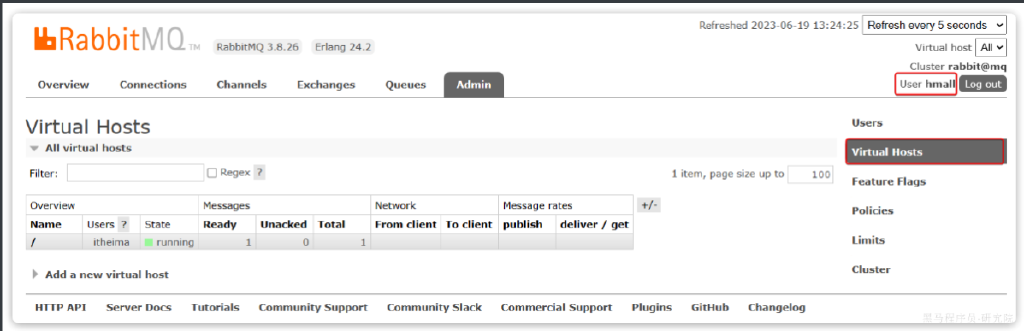 Refreshed 2023-06-19 13:24:25 Refresh every 5 seconds
RabbitMQ TM RabbitMQ 3.8.26 Erlang 24.2
Virtual host All
Cluster rabbit@mq
User hmall Log out
Overview Connections Channels Exchanges Queues Admin
Virtual Hosts
All virtual hosts
Filter: Regex ? 1 item, page size up to 100
Overview Messages Network Message rates +/-
Name Users ? State Ready Unacked Total From client To client publish deliver / get
/ itheima running 1 0 1
Add a new virtual host
Users
Virtual Hosts
Feature Flags
Policies
Limits
Cluster
HTTP API Server Docs Tutorials Community Support Community Slack Commercial Support Plugins GitHub Changelog
黑马程序员-研究院